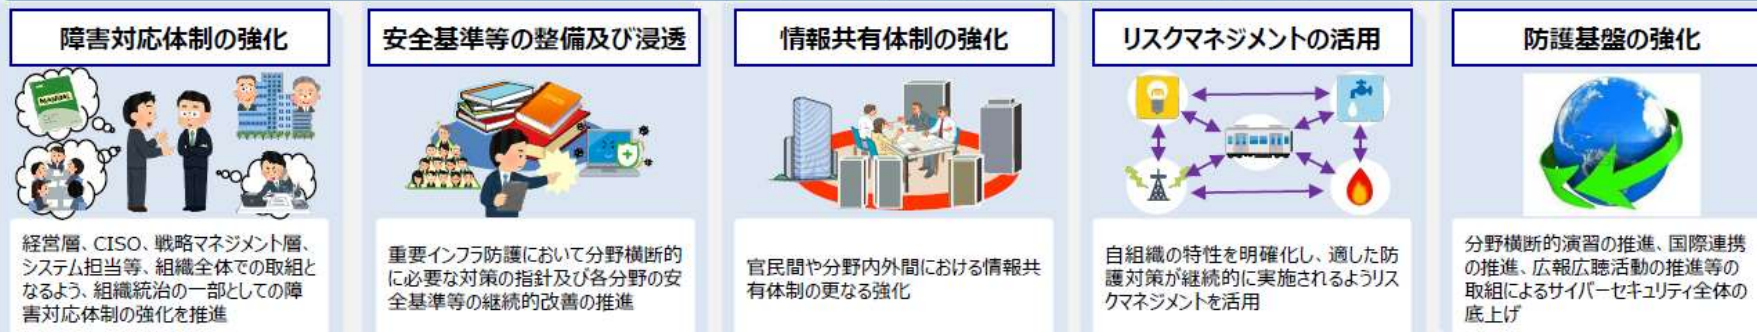 障害対応体制の強化
MANUAL
経営層、CISO、戦略マネジメント層、
システム担当等、組織全体での取組と
なるよう、組織統治の一部としての障
害対応体制の強化を推進
安全基準等の整備及び浸透
重要インフラ防護において分野横断的
に必要な対策の指針及び各分野の安
全基準等の継続的改善の推進
情報共有体制の強化
官民間や分野内外間における情報共
有体制の更なる強化
リスクマネジメントの活用
自組織の特性を明確化し、適した防
護対策が継続的に実施されるようリス
クマネジメントを活用
防護基盤の強化
分野横断的演習の推進、国際連携
の推進、広報広聴活動の推進等の
取組によるサイバーセキュリティ全体の
底上げ